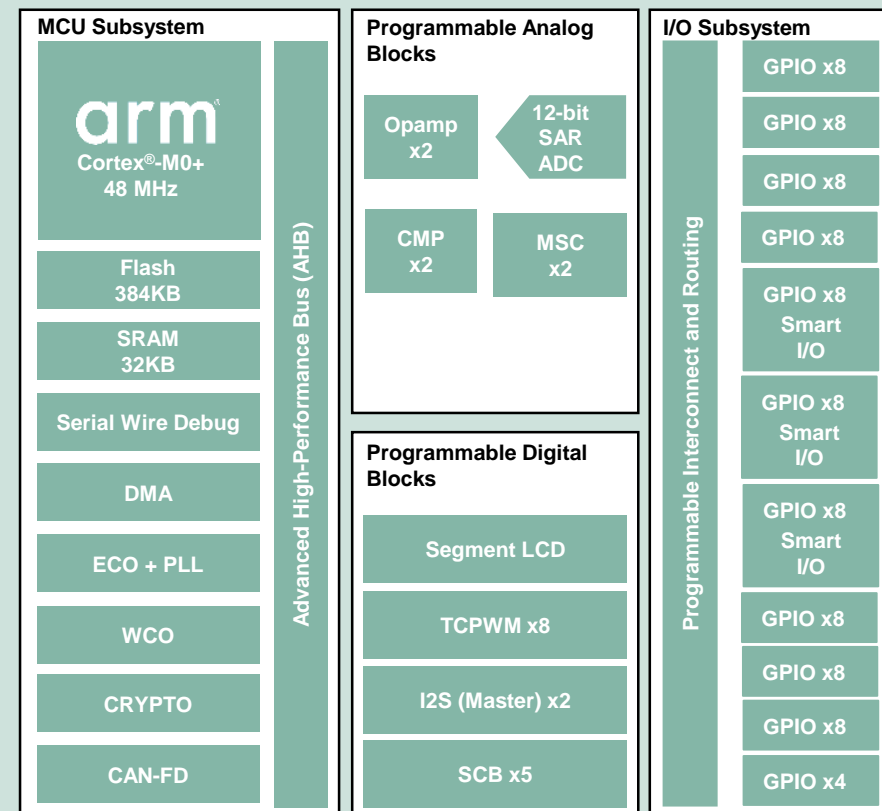 MCU Subsystem
arm
Cortex®-M0+
48 MHz
Flash
384KB
SRAM
32KB
Serial Wire Debug
DMA
ECO + PLL
WCO
CRYPTO
CAN-FD
Advanced High-Performance Bus (AHB)
Programmable Analog
Blocks
Opamp
x2
12-bit
SAR
ADC
CMP
x2
MSC
x2
Programmable Digital
Blocks
Segment LCD
TCPWM x8
I2S (Master) x2
SCB x5
I/O Subsystem
Programmable Interconnect and Routing
GPIO x8
GPIO x8
GPIO x8
GPIO x8
GPIO x8
Smart
I/O
GPIO x8
Smart
I/O
GPIO x8
Smart
I/O
GPIO x8
GPIO x8
GPIO x8
GPIO x4